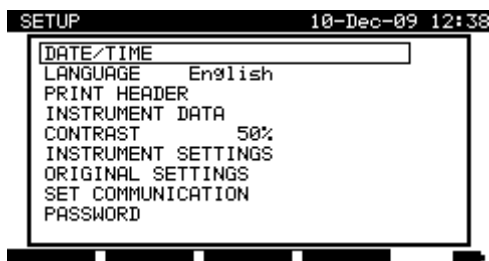 SETUP 10-Dec-09 12:38
DATE/TIME
LANGUAGE English
PRINT HEADER
INSTRUMENT DATA
CONTRAST 50%
INSTRUMENT SETTINGS
ORIGINAL SETTINGS
SET COMMUNICATION
PASSWORD